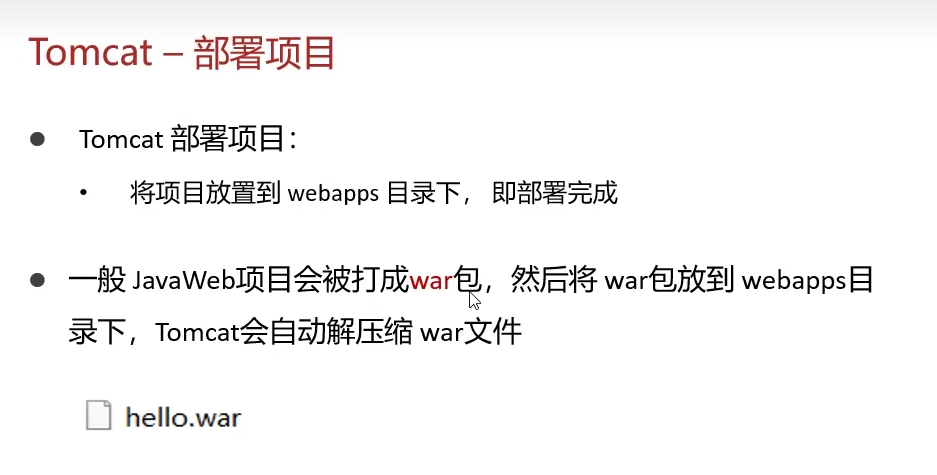 Tomcat – 部署项目
Tomcat 部署项目：
将项目放置到 webapps 目录下， 即部署完成
一般 JavaWeb项目会被打成war包，然后将 war包放到 webapps目
录下，Tomcat会自动解压缩 war文件
hello.war